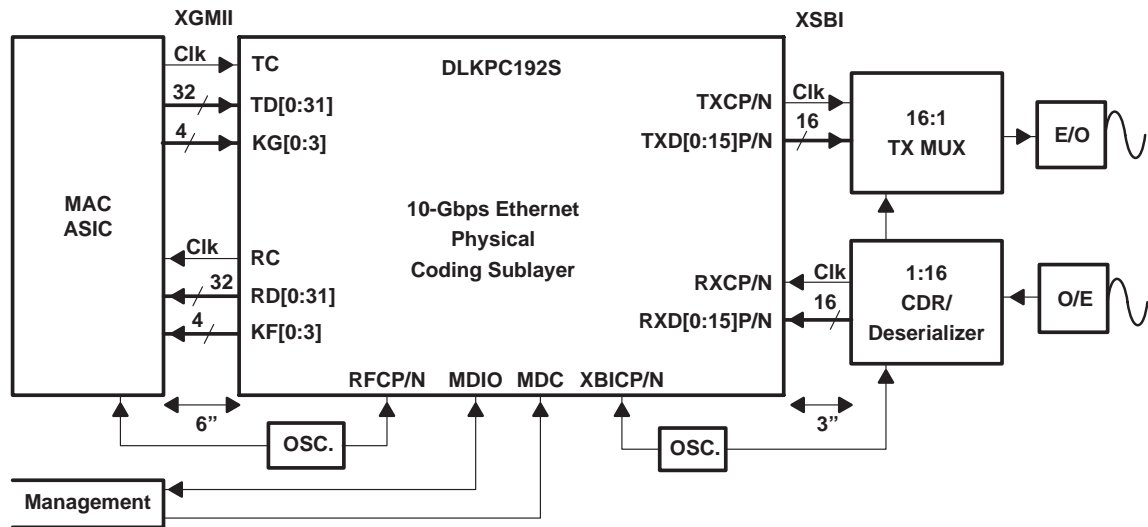 XGMII
XSBI
MAC
ASIC
Clk
32
4
Clk
32
4
TC
TD[0:31]
KG[0:3]
RC
RD[0:31]
KF[0:3]
DLKPC192S
10-Gbps Ethernet
Physical
Coding Sublayer
TXCP/N
TXD[0:15]P/N
RXCP/N
RXD[0:15]P/N
RFCP/N
MDIO
MDC
XBICP/N
Clk
16
Clk
16
16:1
TX MUX
E/O
1:16
CDR/
Deserializer
O/E
6”
3”
OSC.
OSC.
Management